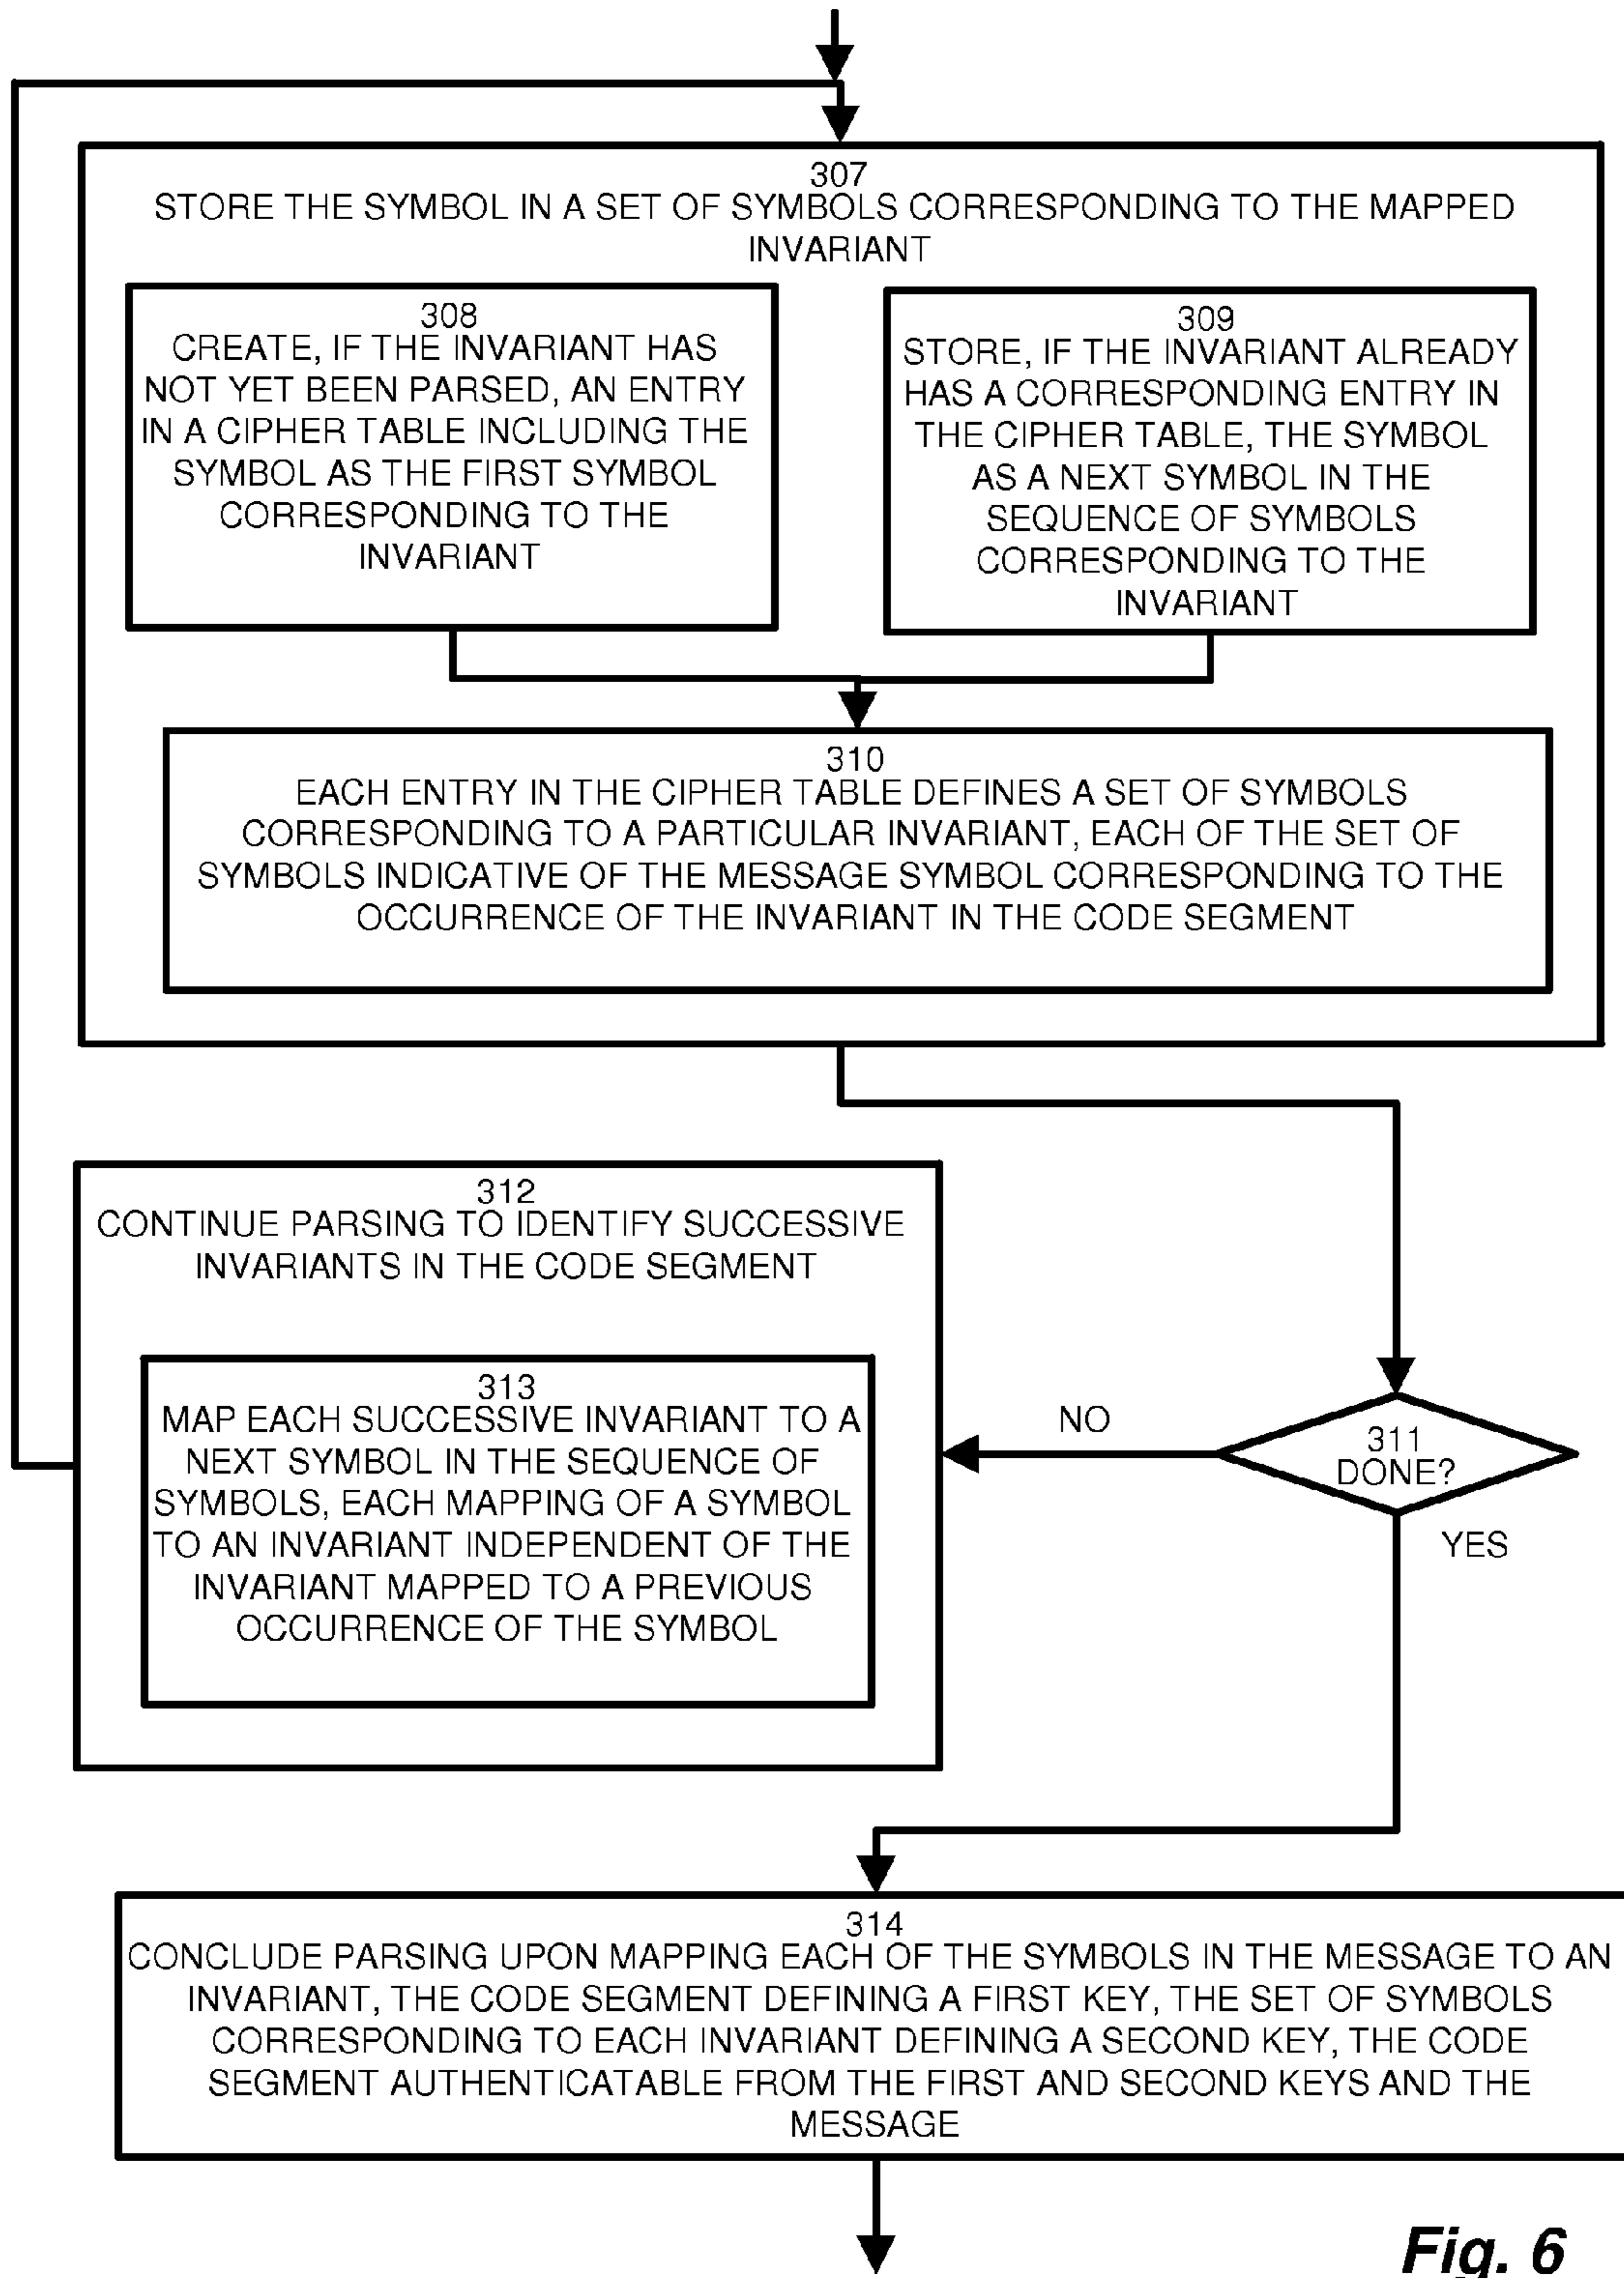 307
STORE THE SYMBOL IN A SET OF SYMBOLS CORRESPONDING TO THE MAPPED
INVARIANT
308
CREATE, IF THE INVARIANT HAS
NOT YET BEEN PARSED, AN ENTRY
IN A CIPHER TABLE INCLUDING THE
SYMBOL AS THE FIRST SYMBOL
CORRESPONDING TO THE
INVARIANT
309
STORE, IF THE INVARIANT ALREADY
HAS A CORRESPONDING ENTRY IN
THE CIPHER TABLE, THE SYMBOL
AS A NEXT SYMBOL IN THE
SEQUENCE OF SYMBOLS
CORRESPONDING TO THE
INVARIANT
310
EACH ENTRY IN THE CIPHER TABLE DEFINES A SET OF SYMBOLS
CORRESPONDING TO A PARTICULAR INVARIANT, EACH OF THE SET OF
SYMBOLS INDICATIVE OF THE MESSAGE SYMBOL CORRESPONDING TO THE
OCCURRENCE OF THE INVARIANT IN THE CODE SEGMENT
312
CONTINUE PARSING TO IDENTIFY SUCCESSIVE
INVARIANTS IN THE CODE SEGMENT
313
MAP EACH SUCCESSIVE INVARIANT TO A
NEXT SYMBOL IN THE SEQUENCE OF
SYMBOLS, EACH MAPPING OF A SYMBOL
TO AN INVARIANT INDEPENDENT OF THE
INVARIANT MAPPED TO A PREVIOUS
OCCURRENCE OF THE SYMBOL
NO
311
DONE?
YES
314
CONCLUDE PARSING UPON MAPPING EACH OF THE SYMBOLS IN THE MESSAGE TO AN
INVARIANT, THE CODE SEGMENT DEFINING A FIRST KEY, THE SET OF SYMBOLS
CORRESPONDING TO EACH INVARIANT DEFINING A SECOND KEY, THE CODE
SEGMENT AUTHENTICATABLE FROM THE FIRST AND SECOND KEYS AND THE
MESSAGE
Fig. 6